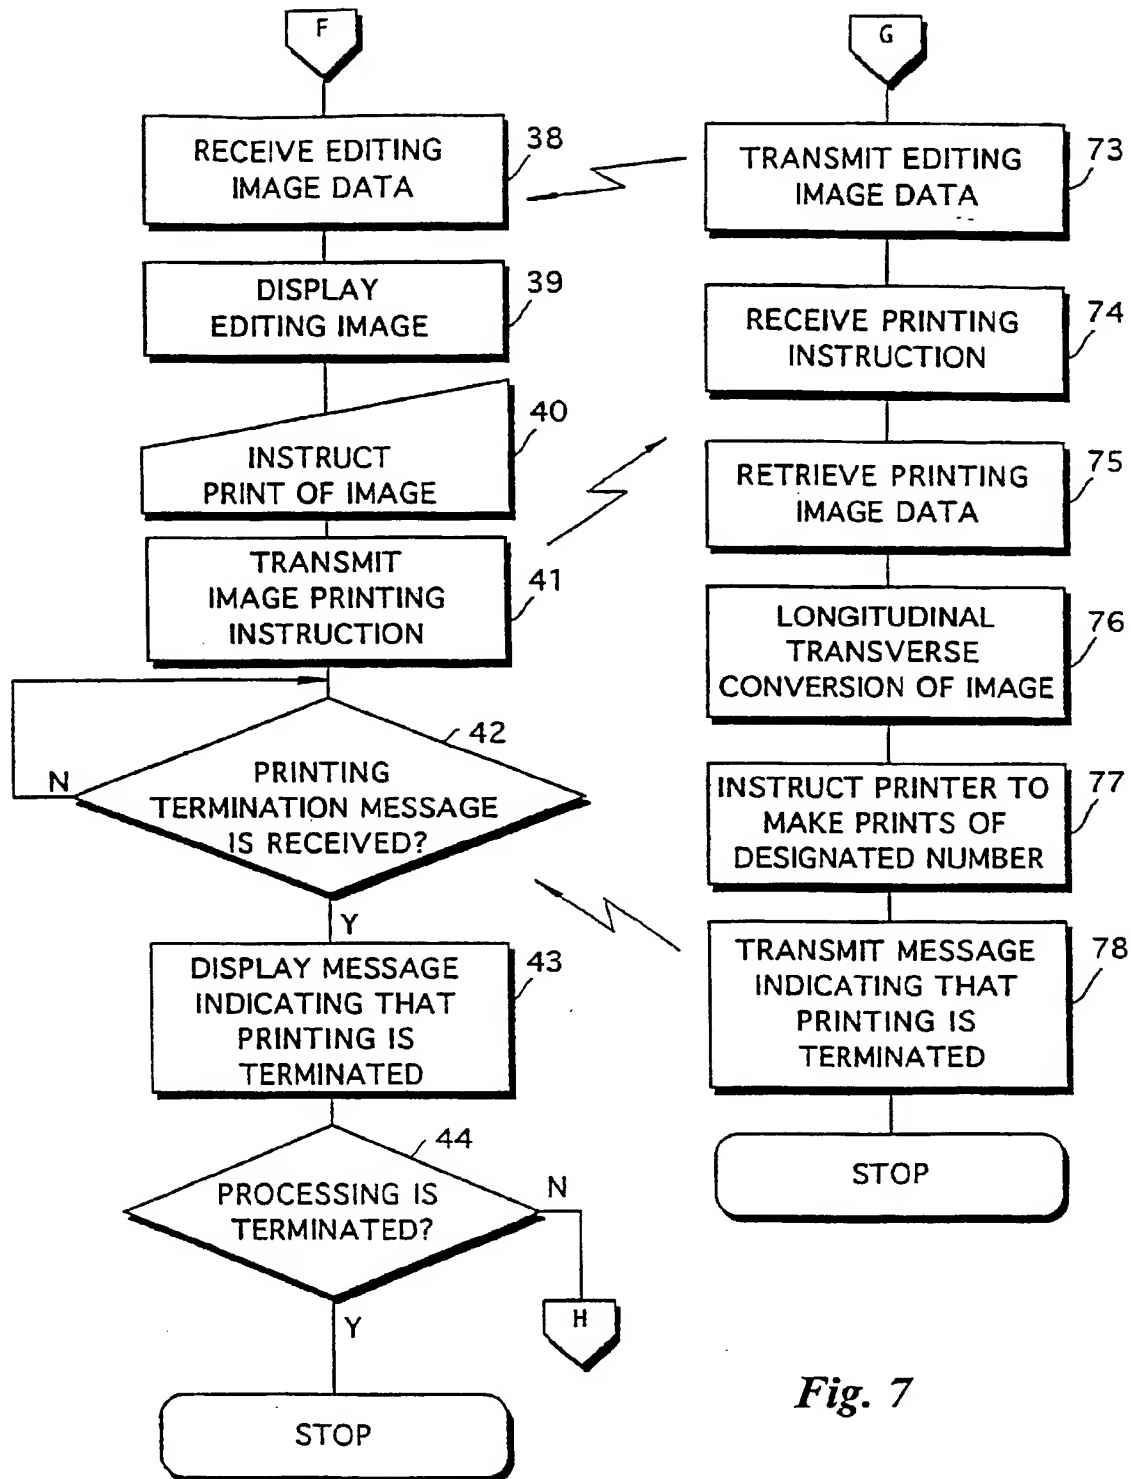 F
RECEIVE EDITING
IMAGE DATA
38
DISPLAY
EDITING IMAGE
39
INSTRUCT
PRINT OF IMAGE
40
TRANSMIT
IMAGE PRINTING
INSTRUCTION
41
PRINTING
TERMINATION MESSAGE
IS RECEIVED?
42
N
Y
DISPLAY MESSAGE
INDICATING THAT
PRINTING IS
TERMINATED
43
PROCESSING IS
TERMINATED?
44
N
H
Y
STOP
G
TRANSMIT EDITING
IMAGE DATA
73
RECEIVE PRINTING
INSTRUCTION
74
RETRIEVE PRINTING
IMAGE DATA
75
LONGITUDINAL
TRANSVERSE
CONVERSION OF IMAGE
76
INSTRUCT PRINTER TO
MAKE PRINTS OF
DESIGNATED NUMBER
77
TRANSMIT MESSAGE
INDICATING THAT
PRINTING IS
TERMINATED
78
STOP
Fig. 7